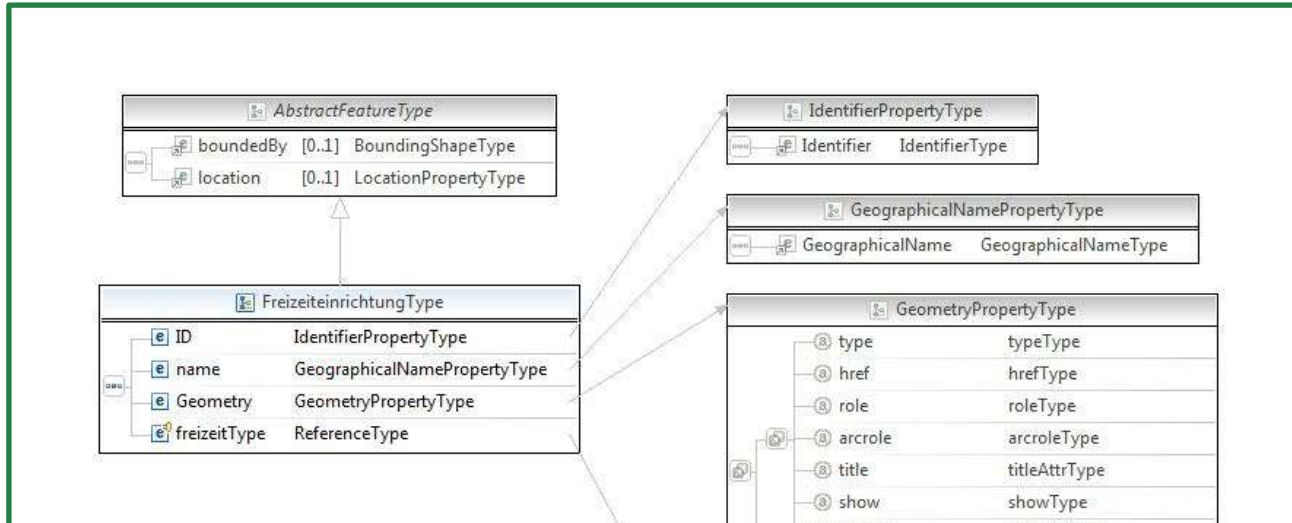 AbstractFeatureType
boundedBy [0..1] BoundingShapeType
location [0..1] LocationPropertyType
FreizeiteinrichtungType
ID IdentifierPropertyType
name GeographicalNamePropertyType
Geometry GeometryPropertyType
freizeitType ReferenceType
IdentifierPropertyType
Identifier IdentifierType
GeographicalNamePropertyType
GeographicalName GeographicalNameType
GeometryPropertyType
type typeType
href hrefType
role roleType
arcrole arcroleType
title titleAttrType
show showType